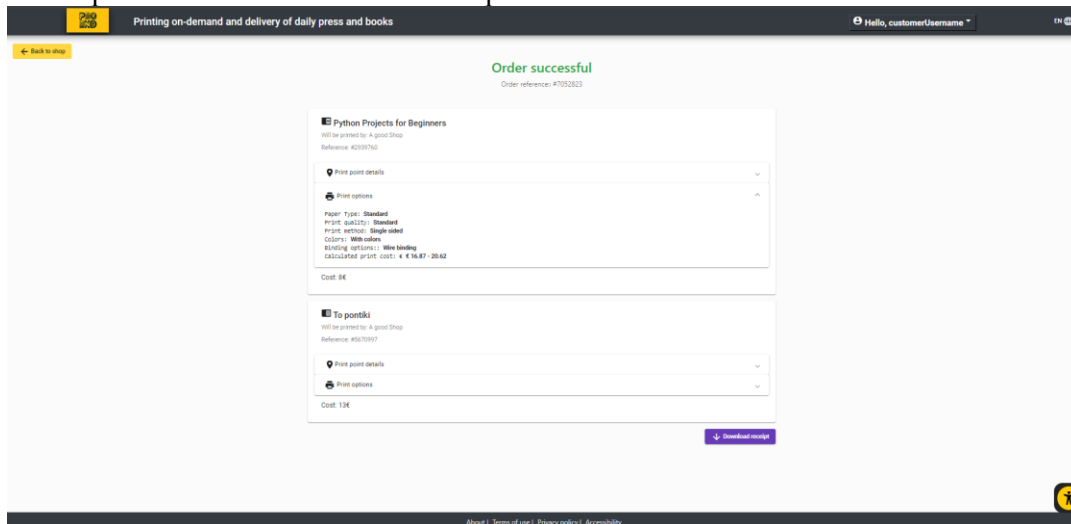 Printing on-demand and delivery of daily press and books
Hello, customerUsername
EN
Back to shop
Order successful
Order reference: #7052823
Python Projects for Beginners
Will be printed by: A good Shop
Reference: #2939760
Print point details
Print options
Paper Type: Standard
Print quality: Standard
Print method: Single sided
Colors: With colors
Binding options:: Wire binding
Calculated print cost: € € 16.87 - 20.62
Cost: 8€
To pontiki
Will be printed by: A good Shop
Reference: #5670997
Print point details
Print options
Cost: 13€
Download receipt
About | Terms of use | Privacy policy | Accessibility